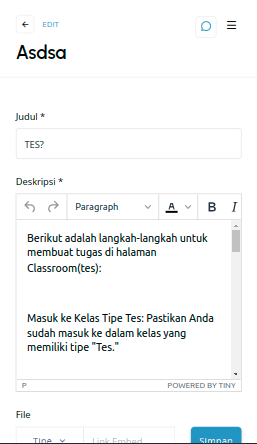 EDIT
Asdsa
Judul *
TES?
Deskripsi *
Paragraph
A
B
I
Berikut adalah langkah-langkah untuk
membuat tugas di halaman
Classroom(tes):
Masuk ke Kelas Tipe Tes: Pastikan Anda
sudah masuk ke dalam kelas yang
memiliki tipe "Tes."
P
POWERED BY TINY
File
Tipe
Link Embed
Simpan